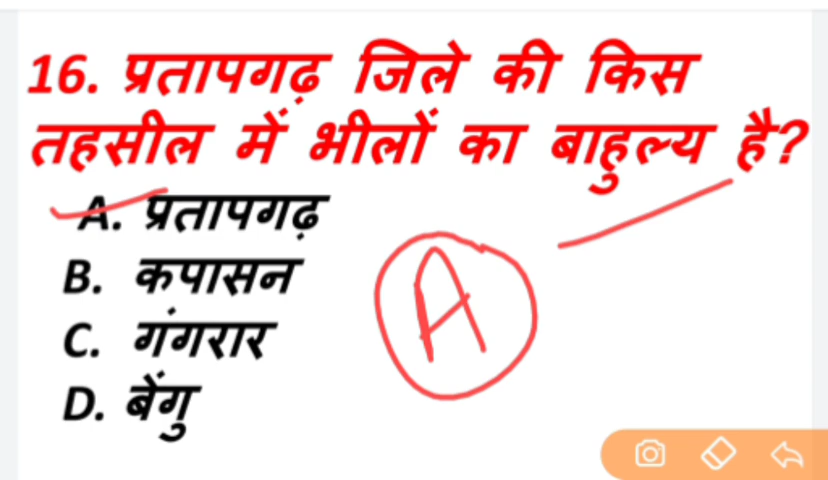 16. प्रतापगढ़ जिले की किस
तहसील में भीलों का बाहुल्य है?
A. प्रतापगढ़
B. कपासन
C. गंगरार
D. बेंगु
A